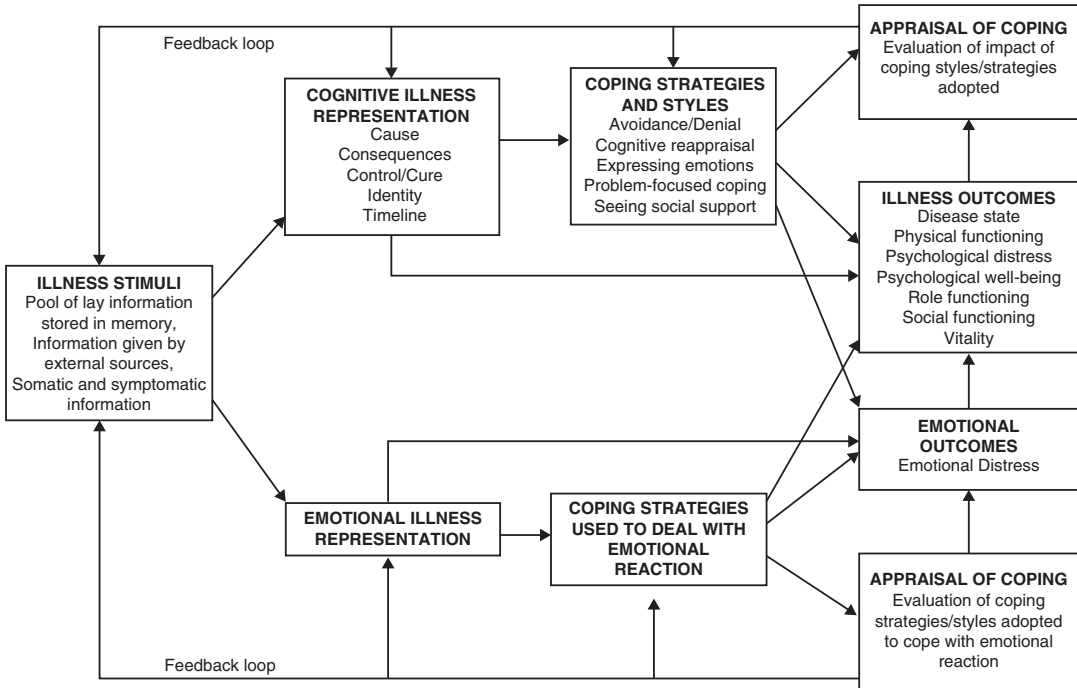 Feedback loop
COGNITIVE ILLNESS
REPRESENTATION
Cause
Consequences
Control/Cure
Identity
Timeline
COPING STRATEGIES
AND STYLES
Avoidance/Denial
Cognitive reappraisal
Expressing emotions
Problem-focused coping
Seeing social support
APPRAISAL OF COPING
Evaluation of impact of
coping styles/strategies
adopted
ILLNESS OUTCOMES
Disease state
Physical functioning
Psychological distress
Psychological well-being
Role functioning
Social functioning
Vitality
ILLNESS STIMULI
Pool of lay information
stored in memory,
Information given by
external sources,
Somatic and symptomatic
information
EMOTIONAL
OUTCOMES
Emotional Distress
EMOTIONAL ILLNESS
REPRESENTATION
COPING STRATEGIES
USED TO DEAL WITH
EMOTIONAL
REACTION
APPRAISAL OF COPING
Evaluation of coping
strategies/styles adopted
to cope with emotional
reaction
Feedback loop